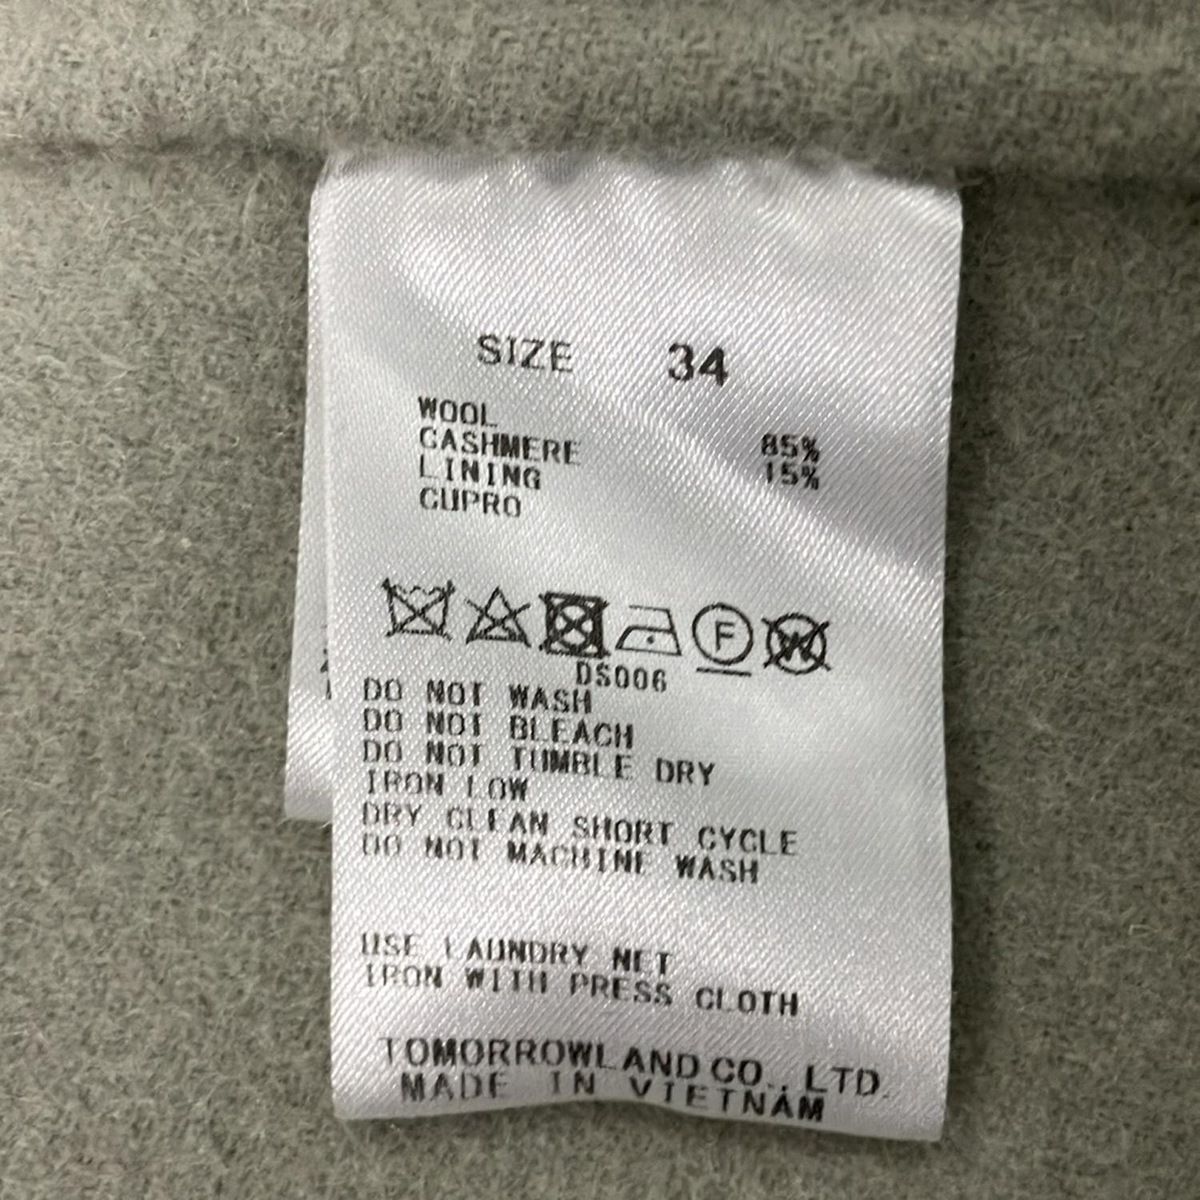 SIZE 34
WOOL
CASHMERE 85%
LINING 15%
CUPRO
F
W
DS006
DO NOT WASH
DO NOT BLEACH
DO NOT TUMBLE DRY
IRON LOW
DRY CLEAN SHORT CYCLE
DO NOT MACHINE WASH
USE LAUNDRY NET
IRON WITH PRESS CLOTH
TOMORROWLAND CO., LTD.
MADE IN VIETNAM